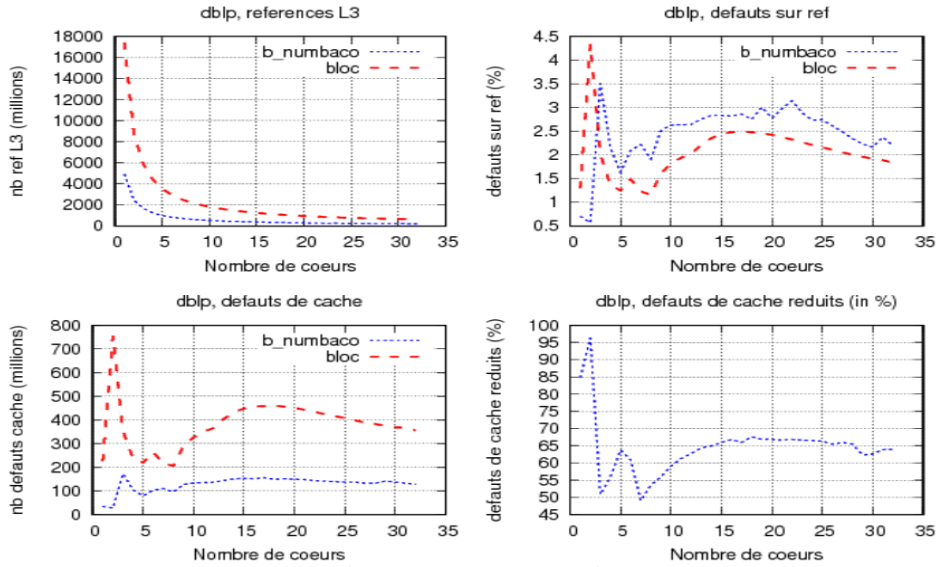 dblp, references L3
nb ref L3 (millions)
18000
16000
14000
12000
10000
8000
6000
4000
2000
0
b_numbaco
bloc
0 5 10 15 20 25 30 35
Nombre de coeurs
dblp, defauts sur ref
defauts sur ref (%)
4.5
4
3.5
3
2.5
2
1.5
1
0.5
b_numbaco
bloc
0 5 10 15 20 25 30 35
Nombre de coeurs
dblp, defauts de cache
nb defauts cache (millions)
800
700
600
500
400
300
200
100
0
b_numbaco
bloc
0 5 10 15 20 25 30 35
Nombre de coeurs
dblp, defauts de cache reduits (in %)
defauts de cache reduits (%)
100
95
90
85
80
75
70
65
60
55
50
45
0 5 10 15 20 25 30 35
Nombre de coeurs